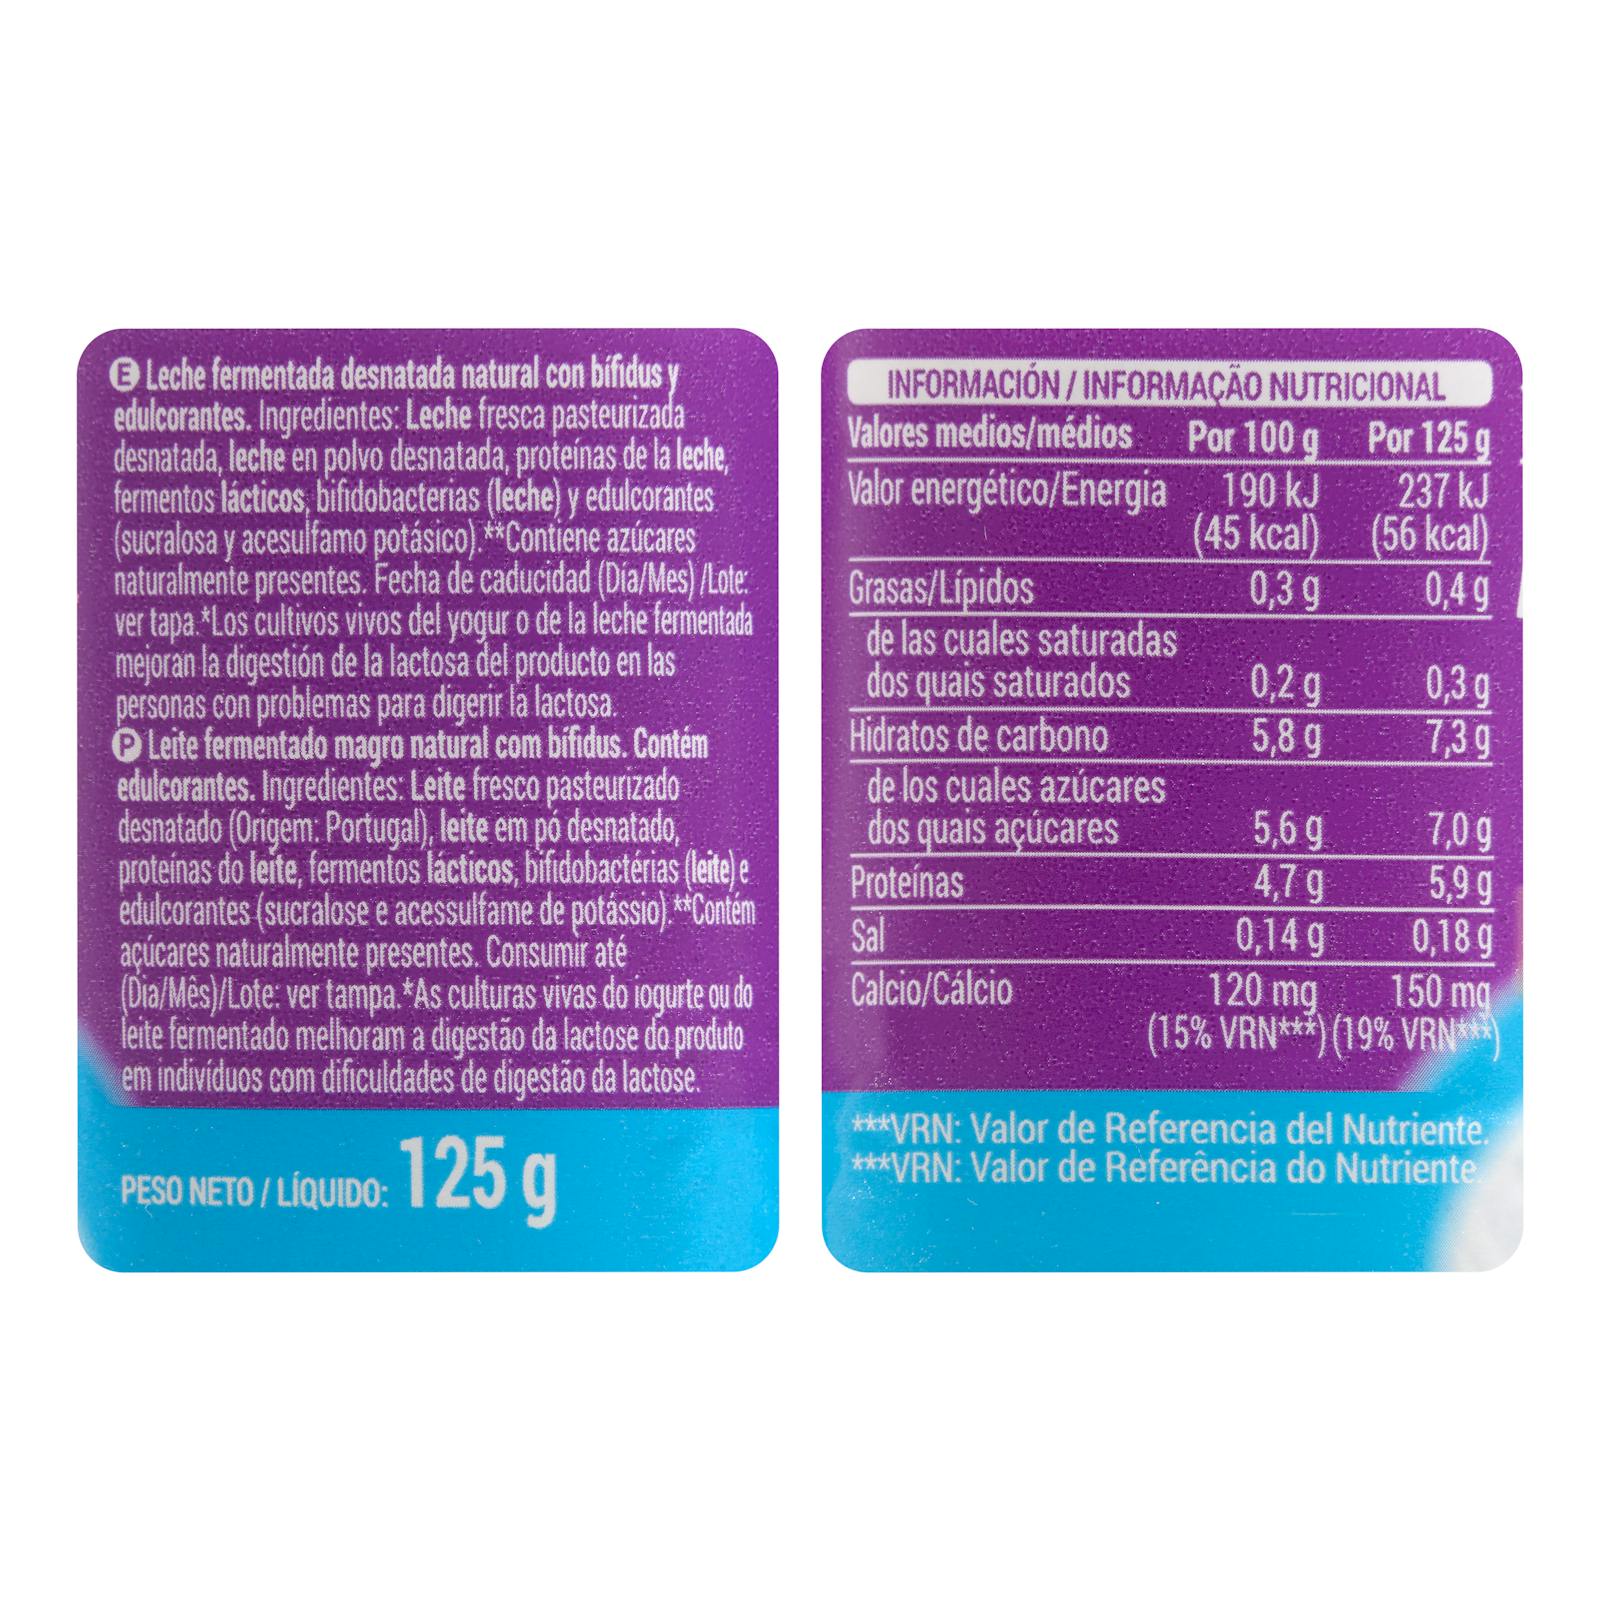 E Leche fermentada desnatada natural con bífidus y
edulcorantes. Ingredientes: Leche fresca pasteurizada
desnatada, leche en polvo desnatada, proteínas de la leche,
fermentos lácticos, bifidobacterias (leche) y edulcorantes
(sucralosa y acesulfamo potásico).**Contiene azúcares
naturalmente presentes. Fecha de caducidad (Día/Mes) /Lote:
ver tapa.*Los cultivos vivos del yogur o de la leche fermentada
mejoran la digestión de la lactosa del producto en las
personas con problemas para digerir la lactosa.
P Leite fermentado magro natural com bífidus. Contém
edulcorantes. Ingredientes: Leite fresco pasteurizado
desnatado (Origem: Portugal), leite em pó desnatado,
proteínas do leite, fermentos lácticos, bifidobactérias (leite) e
edulcorantes (sucralose e acessulfame de potássio).**Contém
açúcares naturalmente presentes. Consumir até
(Dia/Mês)/Lote: ver tampa.*As culturas vivas do iogurte ou do
leite fermentado melhoram a digestão da lactose do produto
em indivíduos com dificuldades de digestão da lactose.
PESO NETO / LÍQUIDO: 125 g
INFORMACIÓN / INFORMAÇÃO NUTRICIONAL
Valores medios/médios Por 100 g Por 125 g
Valor energético/Energia 190 kJ 237 kJ
(45 kcal) (56 kcal)
Grasas/Lípidos 0,3 g 0,4 g
de las cuales saturadas
dos quais saturados 0,2 g 0,3 g
Hidratos de carbono 5,8 g 7,3 g
de los cuales azúcares
dos quais açúcares 5,6 g 7,0 g
Proteínas 4,7 g 5,9 g
Sal 0,14 g 0,18 g
Calcio/Cálcio 120 mg 150 mg
(15% VRN***) (19% VRN***)
***VRN: Valor de Referencia del Nutriente.
***VRN: Valor de Referência do Nutriente.